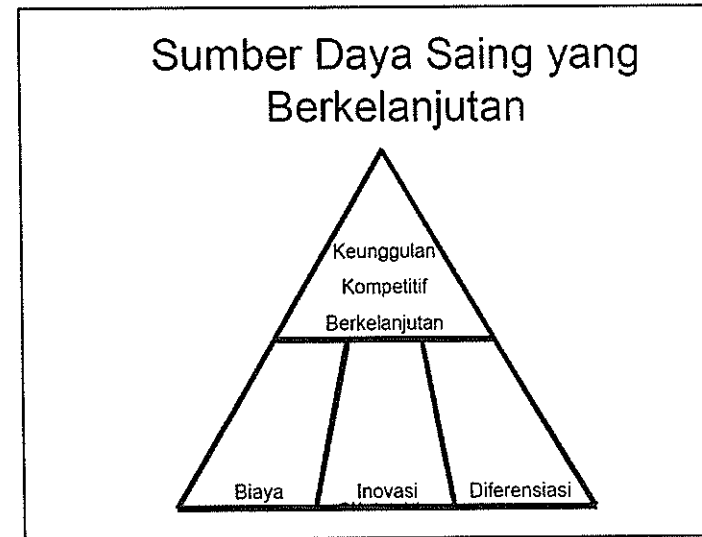 Sumber Daya Saing yang
Berkelanjutan
Keunggulan
Kompetitif
Berkelanjutan
Biaya
Inovasi
Diferensiasi